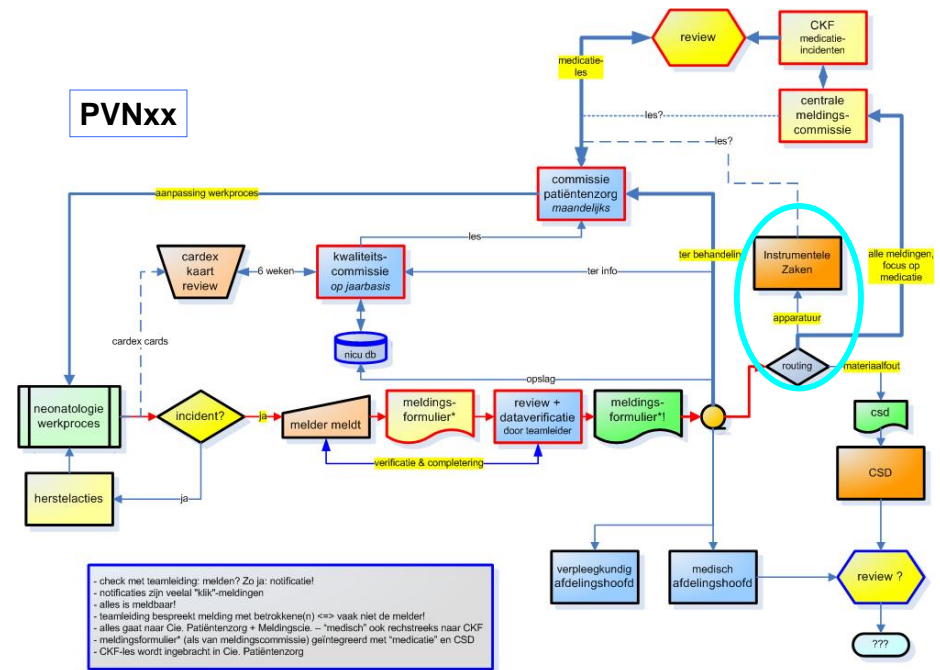 PVNxx
review
CKF
medicatie-
incidenten
medicatie-
les
centrale
meldings-
commissie
les?
les?
commissie
patiëntenzorg
maandelijks
aanpassing werkproces
les
cardex
kaart
review
6 weken
kwaliteits-
commissie
op jaarbasis
ter info
ter behandeling
Instrumentele
Zaken
alle meldingen,
focus op
medicatie
apparatuur
cardex cards
nicu db
opslag
routing
materiaalfout
neonatologie
werkproces
incident?
ja
melder meldt
meldings-
formulier*
review +
dataverificatie
door teamleider
meldings-
formulier*!
csd
verificatie & completering
herstelacties
ja
CSD
verpleegkundig
afdelingshoofd
medisch
afdelingshoofd
review ?
???
- check met teamleiding: melden? Zo ja: notificatie!
- notificaties zijn veelal "klik"-meldingen
- alles is meldbaar!
- teamleiding bespreekt melding met betrokkene(n) <=> vaak niet de melder!
- alles gaat naar Cie. Patiëntenzorg + Meldingscie. – “medisch” ook rechtstreeks naar CKF
- meldingsformulier* (als van meldingscommissie) geïntegreerd met “medicatie” en CSD
- CKF-les wordt ingebracht in Cie. Patiëntenzorg